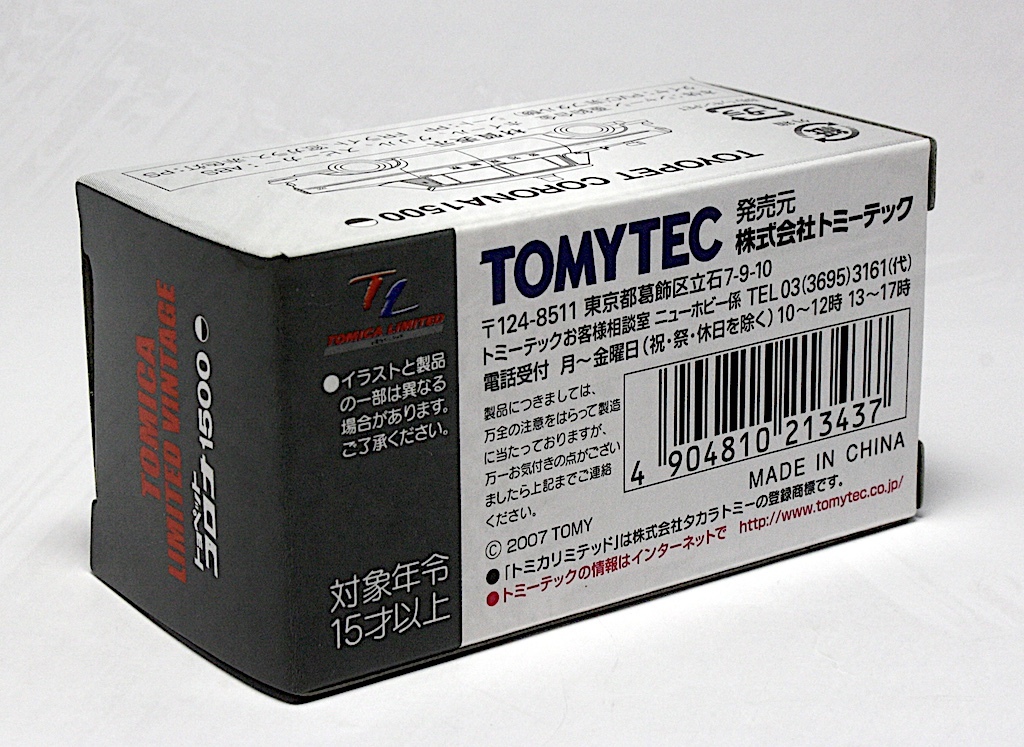 TOYOPET CORONA1500
TOMICA
LIMITED VINTAGE
トヨペット
コロナ1500
TL
TOMICA LIMITED
●イラストと製品
の一部は異なる
場合があります。
ご了承ください。
対象年令
15才以上
TOMYTEC
発売元
株式会社トミーテック
〒124-8511 東京都葛飾区立石7-9-10
トミーテックお客様相談室 ニューホビー係 TEL 03(3695)3161(代)
電話受付 月～金曜日(祝・祭・休日を除く)10～12時 13～17時
製品につきましては、
万全の注意をはらって製造
に当たっておりますが、
万一お気付きの点がござい
ましたら上記までご連絡
ください。
4 904810 213437
MADE IN CHINA
© 2007 TOMY
●「トミカリミテッド」は株式会社タカラトミーの登録商標です。
●トミーテックの情報はインターネットで http://www.tomytec.co.jp/